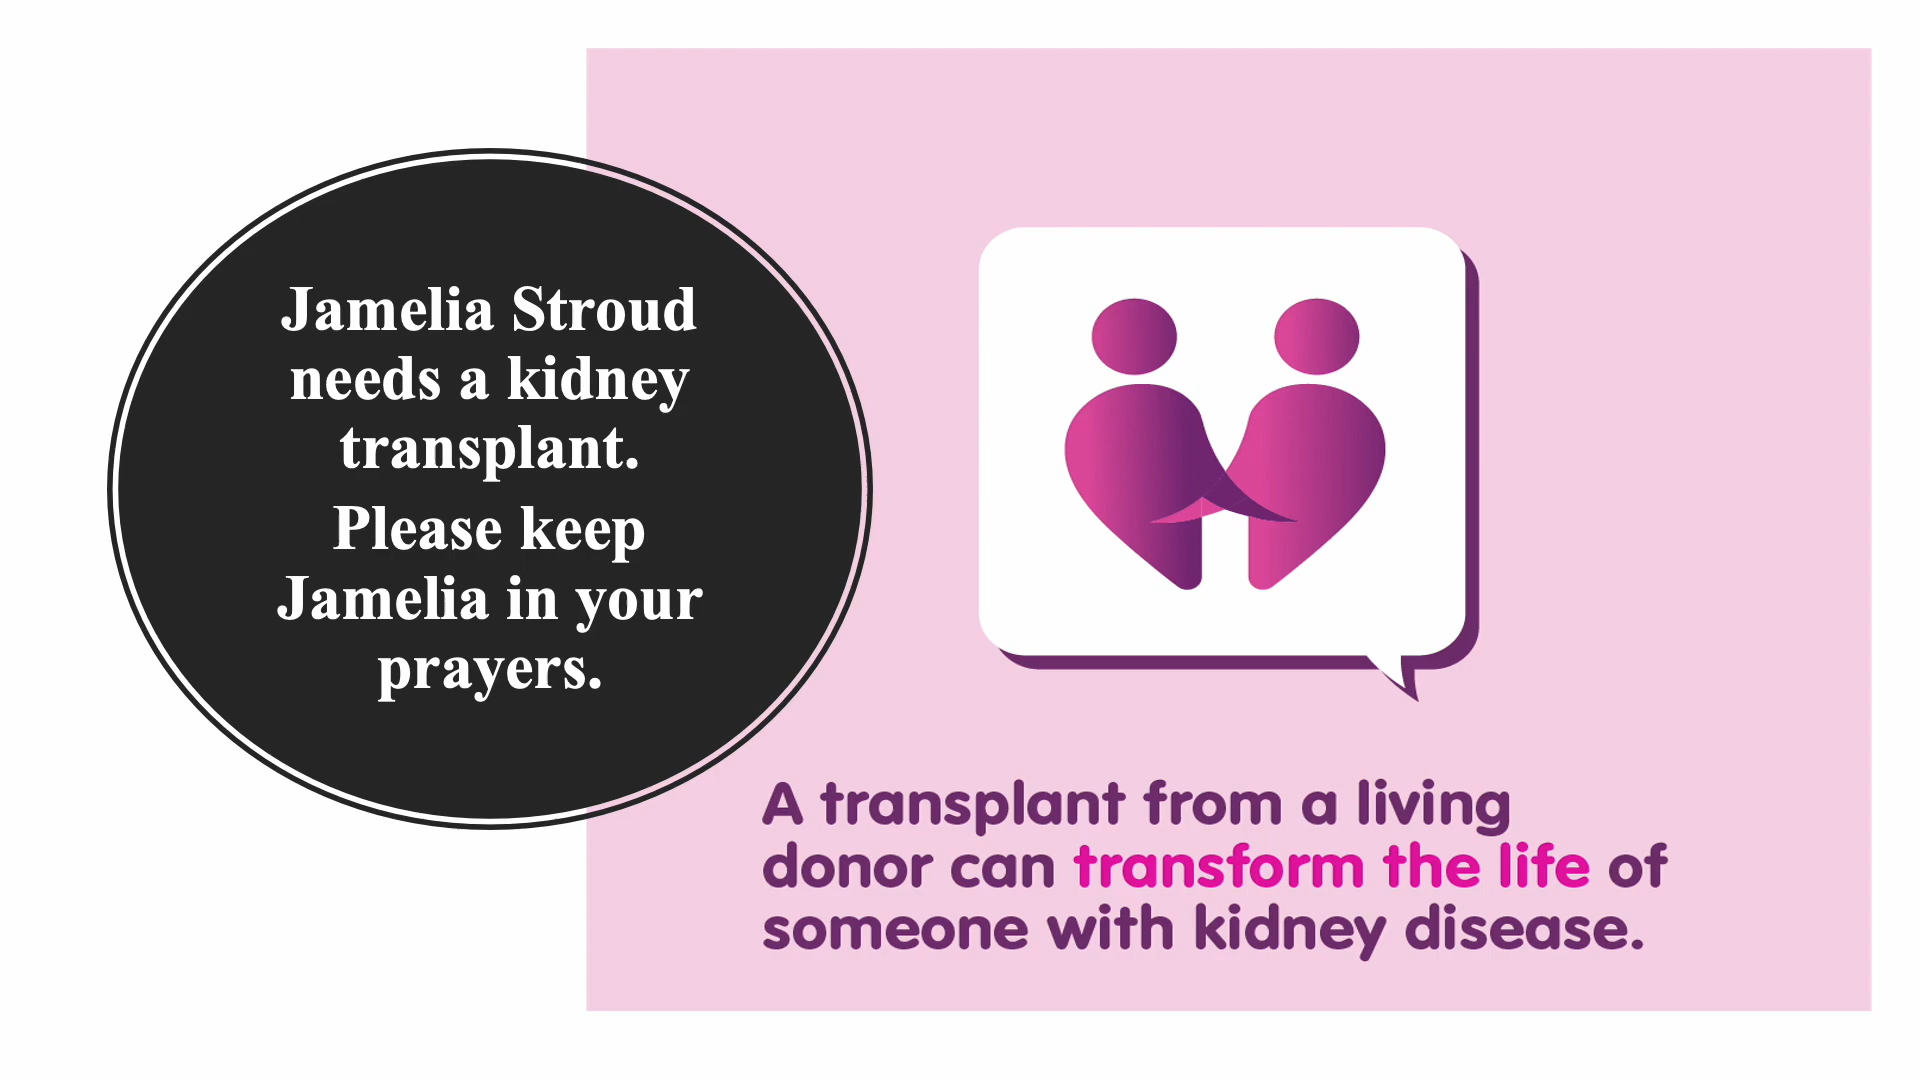 Jamelia Stroud
needs a kidney
transplant.
Please keep
Jamelia in your
prayers.
A transplant from a living
donor can transform the life of
someone with kidney disease.